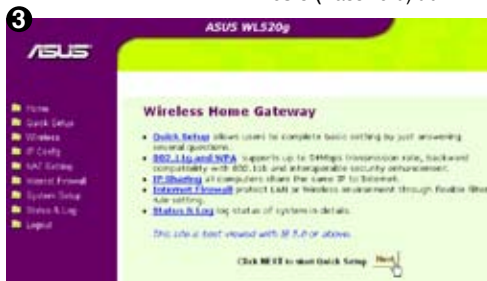 3
ASUS WL520g
ASUS
Home
Quick Setup
Wireless
IP Config
NAT Setting
Internet Firewall
System Setup
Status & Log
Logout
Wireless Home Gateway
Quick Setup allows users to complete basic setting by just answering
several questions.
802.11g and WPA supports up to 54Mbps transmission rate, backward
compatibility with 802.11b and interoperable security enhancement.
IP Sharing all computers share the same IP to Internet.
Internet Firewall protect LAN or Wireless environment through flexible filter
rule setting.
Status & Log log status of system in details.
This site is best viewed with IE 5.0 or above.
Click NEXT to start Quick Setup Next